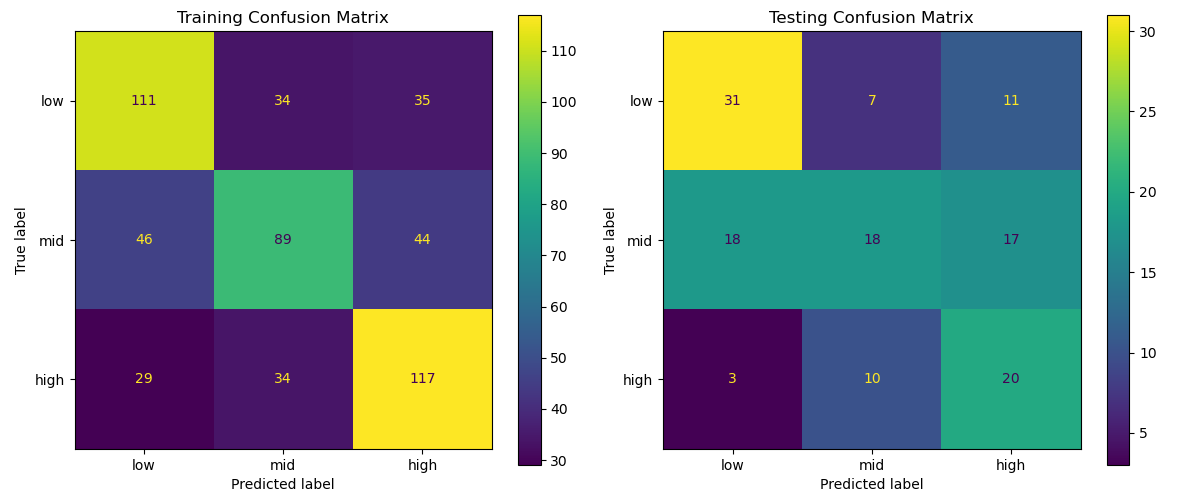 Training Confusion Matrix
low 111 34 35
mid 46 89 44
high 29 34 117
low mid high
Predicted label
True label
110
100
90
80
70
60
50
40
30
Testing Confusion Matrix
low 31 7 11
mid 18 18 17
high 3 10 20
low mid high
Predicted label
True label
30
25
20
15
10
5